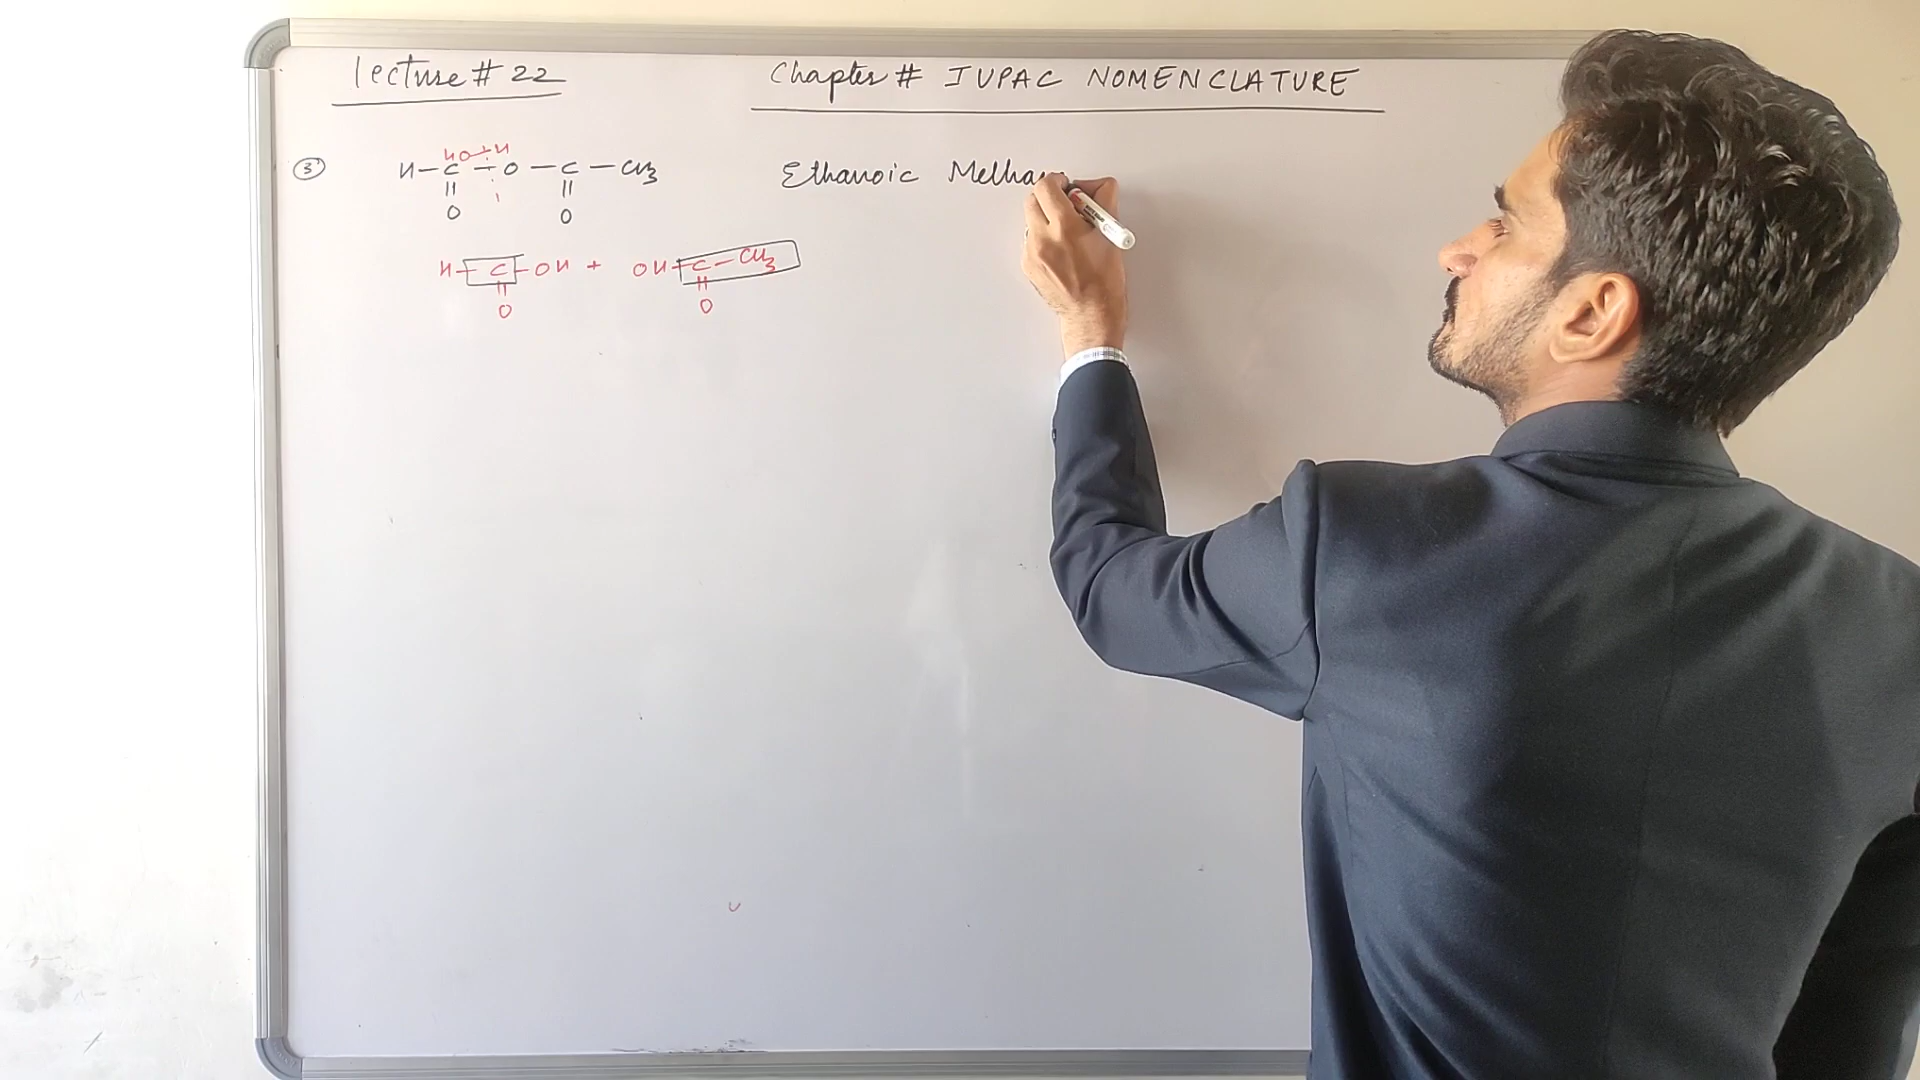 Lecture # 22
Chapter # IUPAC NOMENCLATURE
HO H
3 H-C-O-C-CH3
|| ||
O O
Ethanoic Metha
H-C-OH + OH-C-CH3
|| ||
O O